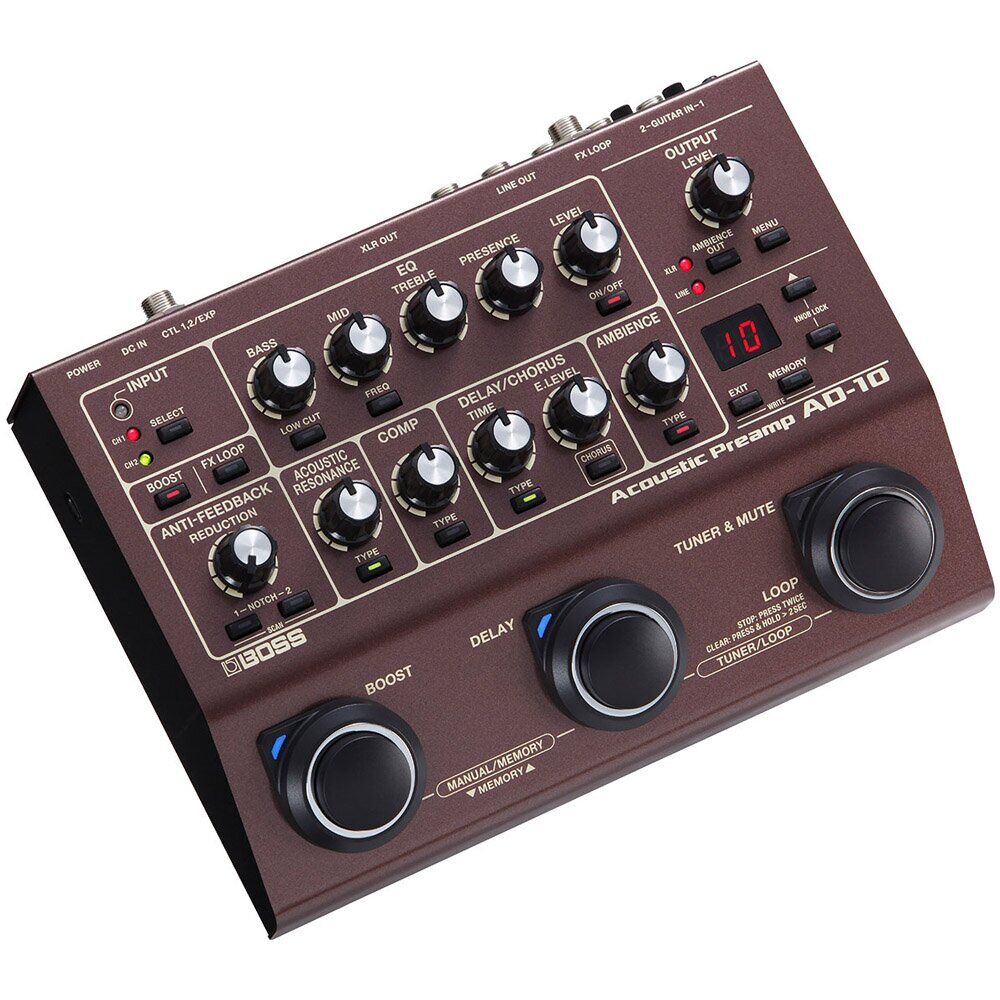 2-GUITAR IN-1
FX LOOP
LINE OUT
XLR OUT
CTL 1,2/EXP
DC IN
POWER
OUTPUT
LEVEL
AMBIENCE
OUT
MENU
XLR
LINE
KNOB LOCK
10
EXIT
MEMORY
WRITE
EQ
BASS
MID
TREBLE
PRESENCE
LEVEL
LOW CUT
FREQ
ON/OFF
INPUT
SELECT
CH1
CH2
BOOST
FX LOOP
ANTI-FEEDBACK
REDUCTION
1-NOTCH-2
SCAN
ACOUSTIC
RESONANCE
TYPE
COMP
TYPE
DELAY/CHORUS
TIME
E.LEVEL
TYPE
CHORUS
AMBIENCE
TYPE
Acoustic Preamp AD-10
BOSS
BOOST
MANUAL/MEMORY
▼MEMORY▲
DELAY
TUNER & MUTE
LOOP
STOP: PRESS TWICE
CLEAR: PRESS & HOLD > 2 SEC
TUNER/LOOP